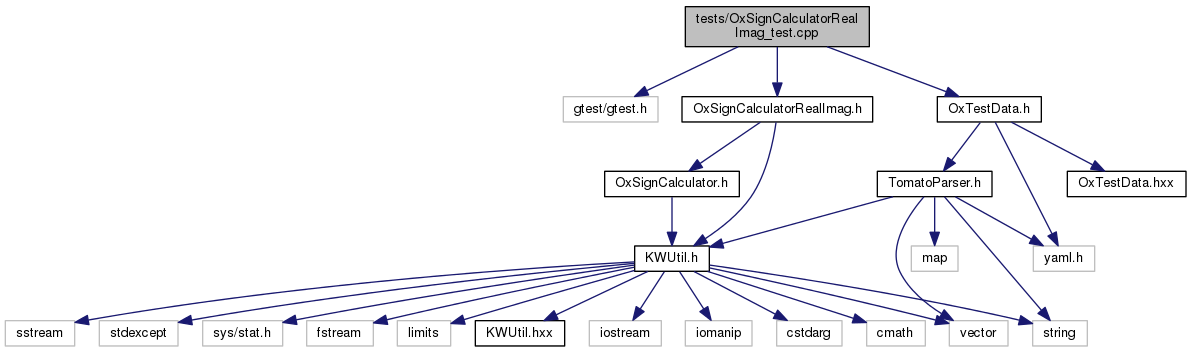 tests/OxSignCalculatorReal
Imag_test.cpp
gtest/gtest.h
OxSignCalculatorRealImag.h
OxTestData.h
OxSignCalculator.h
TomatoParser.h
OxTestData.hxx
KWUtil.h
map
yaml.h
sstream
stdexcept
sys/stat.h
fstream
limits
KWUtil.hxx
iostream
iomanip
cstdarg
cmath
vector
string